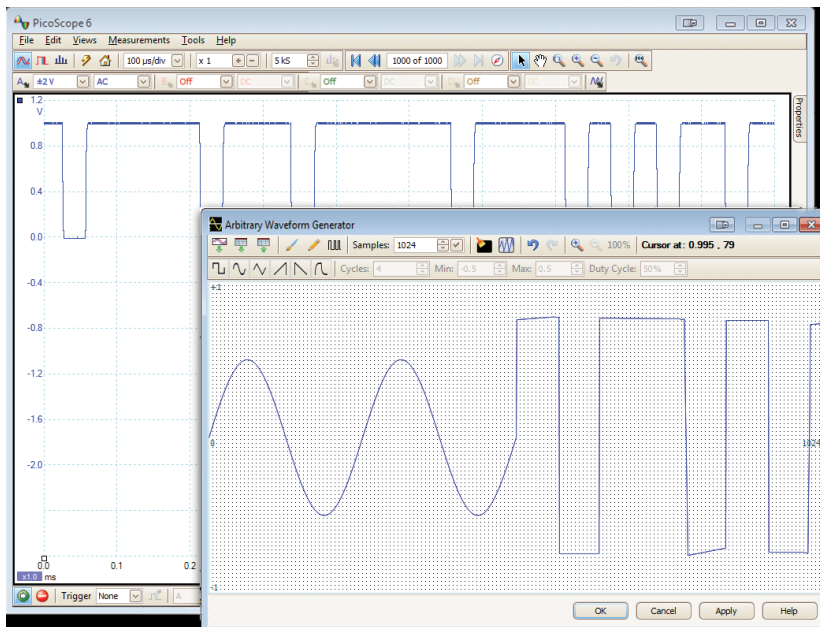 PicoScope 6
File Edit Views Measurements Tools Help
100 µs/div x 1 5 kS 1000 of 1000
A ±2 V AC B Off DC C Off DC D Off DC
1.2
V
Properties
0.8
0.4
0.0
Arbitrary Waveform Generator
Samples: 1024 100% Cursor at: 0.995 , 79
Cycles: 4 Min: -0.5 Max: 0.5 Duty Cycle: 50%
+1
-0.4
-0.8
-1.2
-1.6
0 1024
-2.0
0.0 0.1 0.2
x1.0 ms
-1
Trigger None A
OK Cancel Apply Help